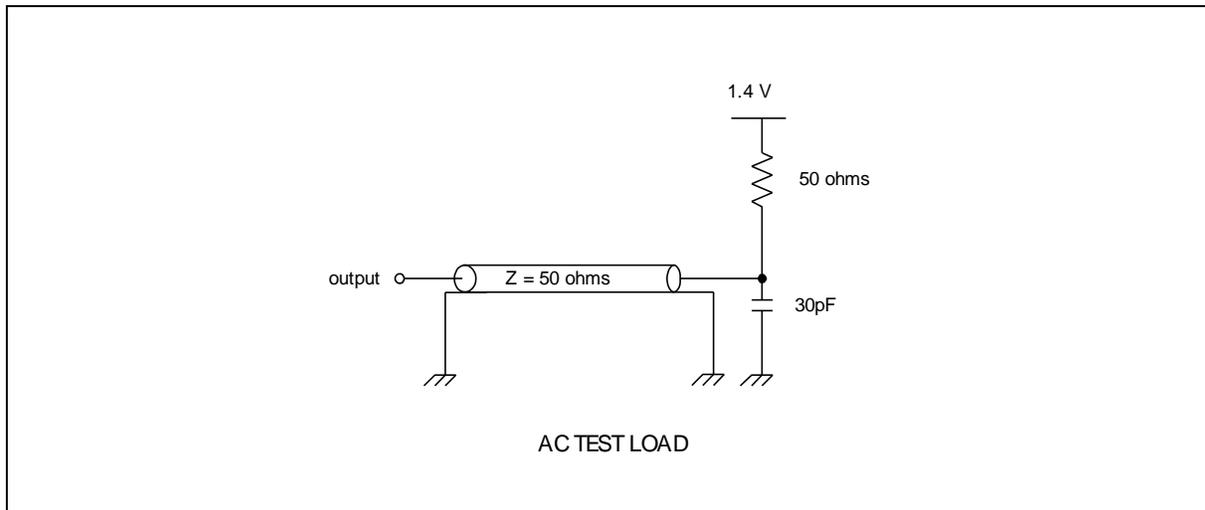 1.4 V
50 ohms
output
Z = 50 ohms
30pF
AC TEST LOAD